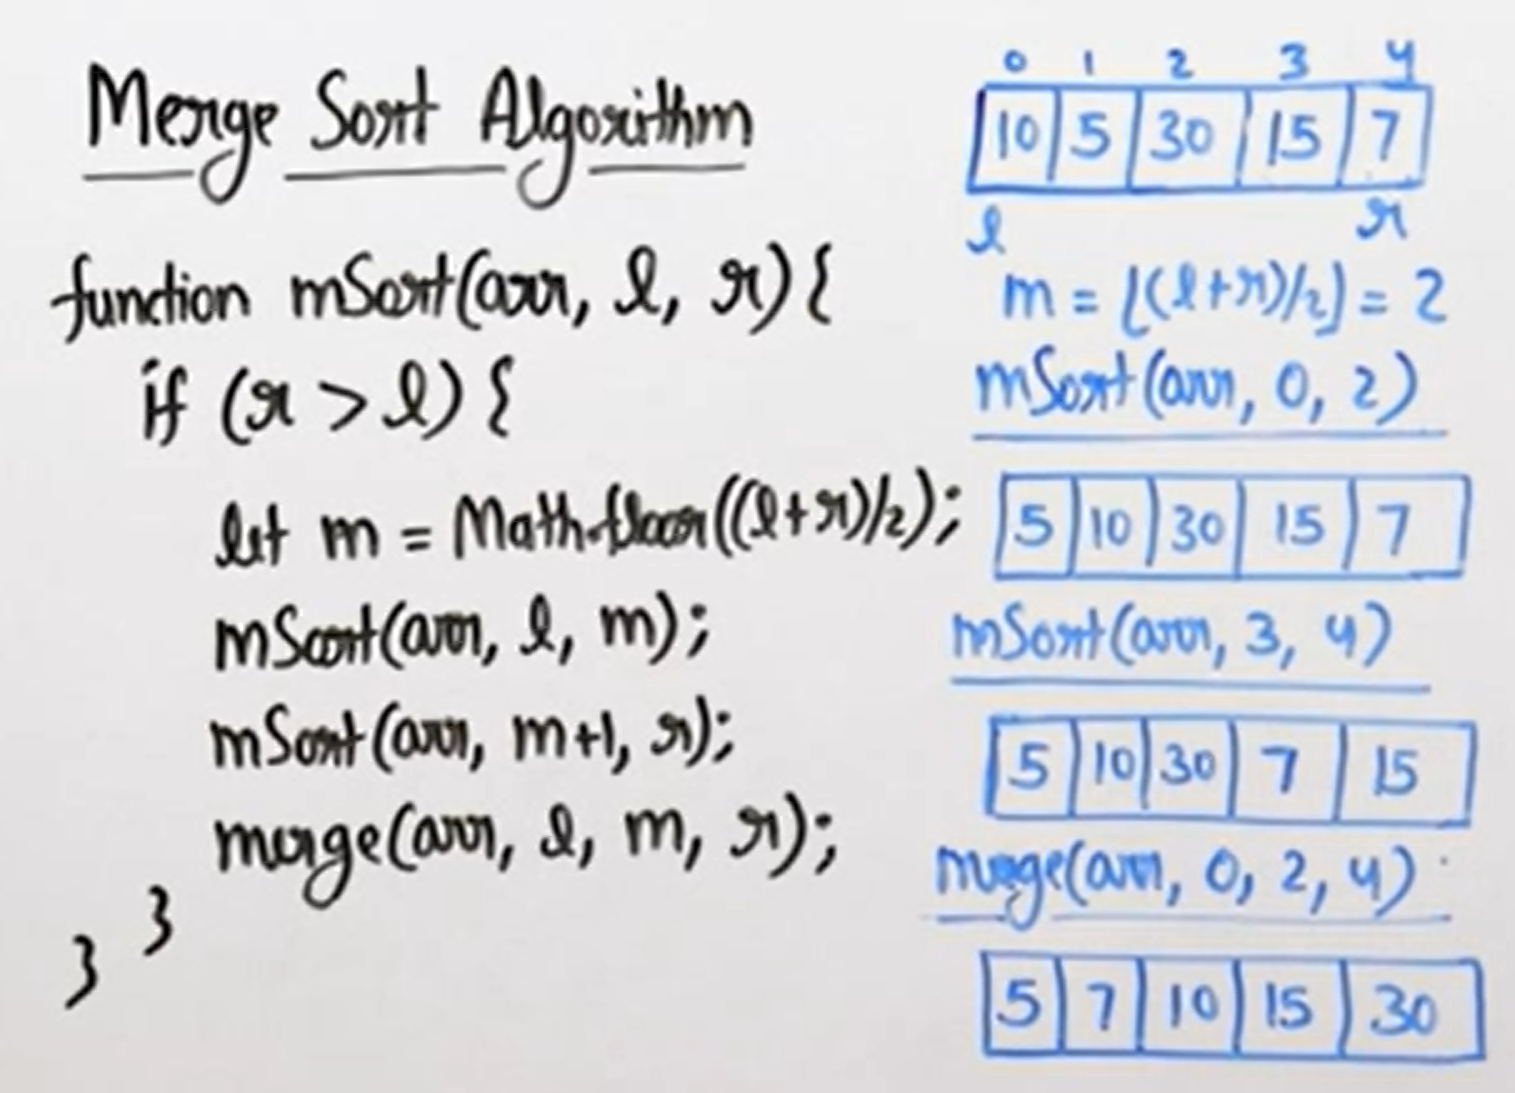 Merge Sort Algorithm
function mSort(arr, l, r) {
if (r > l) {
let m = Math.floor((l+r)/2);
mSort(arr, l, m);
mSort(arr, m+1, r);
merge(arr, l, m, r);
}
}
0 1 2 3 4
10 5 30 15 7
l r
m = ⌊(l+r)/2⌋ = 2
mSort(arr, 0, 2)
5 10 30 15 7
mSort(arr, 3, 4)
5 10 30 7 15
merge(arr, 0, 2, 4)
5 7 10 15 30